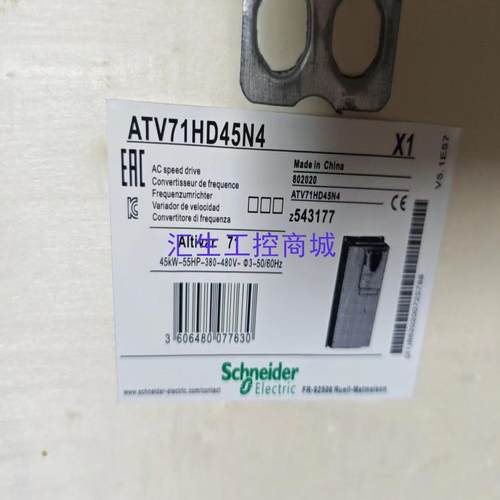 ATV71HD45N4
X1
V5.1E57
EAC
AC speed drive
Convertisseur de frequence
Frequenzumrichter
Variador de velocidad
Convertitore di frequenza
Made in China
802020
ATV71HD45N4
CE
z543177
汇生工控商城
Altivar 71
45kW-55HP-380-480V- Φ3-50/60Hz
3 606480 077630
Schneider
Electric
www.schneider-electric.com/contact
FR-92506 Rueil-Malmaison